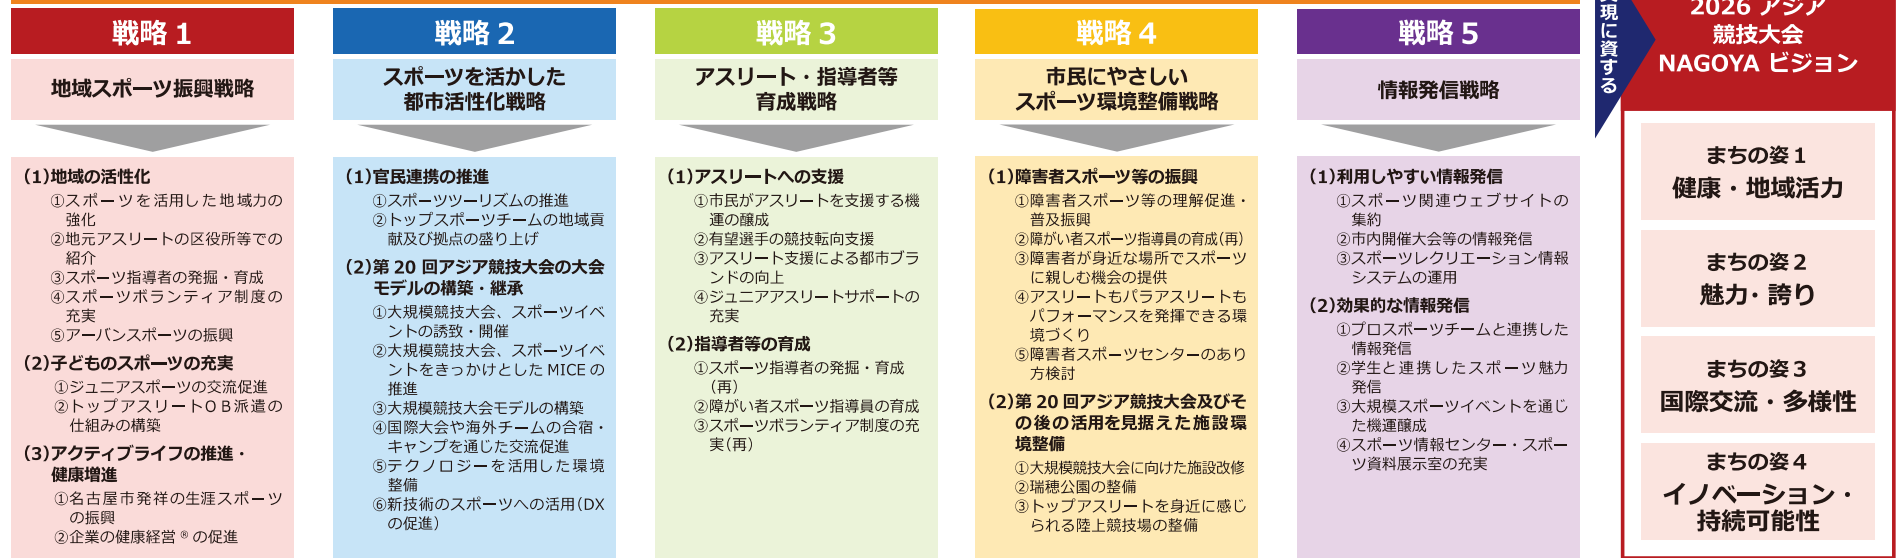 戦略 1
地域スポーツ振興戦略
(1)地域の活性化
①スポーツを活用した地域力の
強化
②地元アスリートの区役所等での
紹介
③スポーツ指導者の発掘・育成
④スポーツボランティア制度の
充実
⑤アーバンスポーツの振興
(2)子どものスポーツの充実
①ジュニアスポーツの交流促進
②トップアスリートOB派遣の
仕組みの構築
(3)アクティブライフの推進・
健康増進
①名古屋市発祥の生涯スポーツ
の振興
②企業の健康経営®の促進
戦略 2
スポーツを活かした
都市活性化戦略
(1)官民連携の推進
①スポーツツーリズムの推進
②トップスポーツチームの地域貢
献及び拠点の盛り上げ
(2)第 20 回アジア競技大会の大会
モデルの構築・継承
①大規模競技大会、スポーツイベ
ントの誘致・開催
②大規模競技大会、スポーツイベ
ントをきっかけとした MICE の
推進
③大規模競技大会モデルの構築
④国際大会や海外チームの合宿・
キャンプを通じた交流促進
⑤テクノロジーを活用した環境
整備
⑥新技術のスポーツへの活用(DX
の促進)
戦略 3
アスリート・指導者等
育成戦略
(1)アスリートへの支援
①市民がアスリートを支援する機
運の醸成
②有望選手の競技転向支援
③アスリート支援による都市ブラ
ンドの向上
④ジュニアアスリートサポートの
充実
(2)指導者等の育成
①スポーツ指導者の発掘・育成
(再)
②障がい者スポーツ指導員の育成
③スポーツボランティア制度の充
実(再)
戦略 4
市民にやさしい
スポーツ環境整備戦略
(1)障害者スポーツ等の振興
①障害者スポーツ等の理解促進・
普及振興
②障がい者スポーツ指導員の育成(再)
③障害者が身近な場所でスポーツ
に親しむ機会の提供
④アスリートもパラアスリートも
パフォーマンスを発揮できる環
境づくり
⑤障害者スポーツセンターのあり
方検討
(2)第 20 回アジア競技大会及びそ
の後の活用を見据えた施設環
境整備
①大規模競技大会に向けた施設改修
②瑞穂公園の整備
③トップアスリートを身近に感じ
られる陸上競技場の整備
戦略 5
情報発信戦略
(1)利用しやすい情報発信
①スポーツ関連ウェブサイトの
集約
②市内開催大会等の情報発信
③スポーツレクリエーション情報
システムの運用
(2)効果的な情報発信
①プロスポーツチームと連携した
情報発信
②学生と連携したスポーツ魅力
発信
③大規模スポーツイベントを通じ
た機運醸成
④スポーツ情報センター・スポー
ツ資料展示室の充実
現に資する
2026 アジア
競技大会
NAGOYA ビジョン
まちの姿 1
健康・地域活力
まちの姿 2
魅力・誇り
まちの姿 3
国際交流・多様性
まちの姿 4
イノベーション・
持続可能性